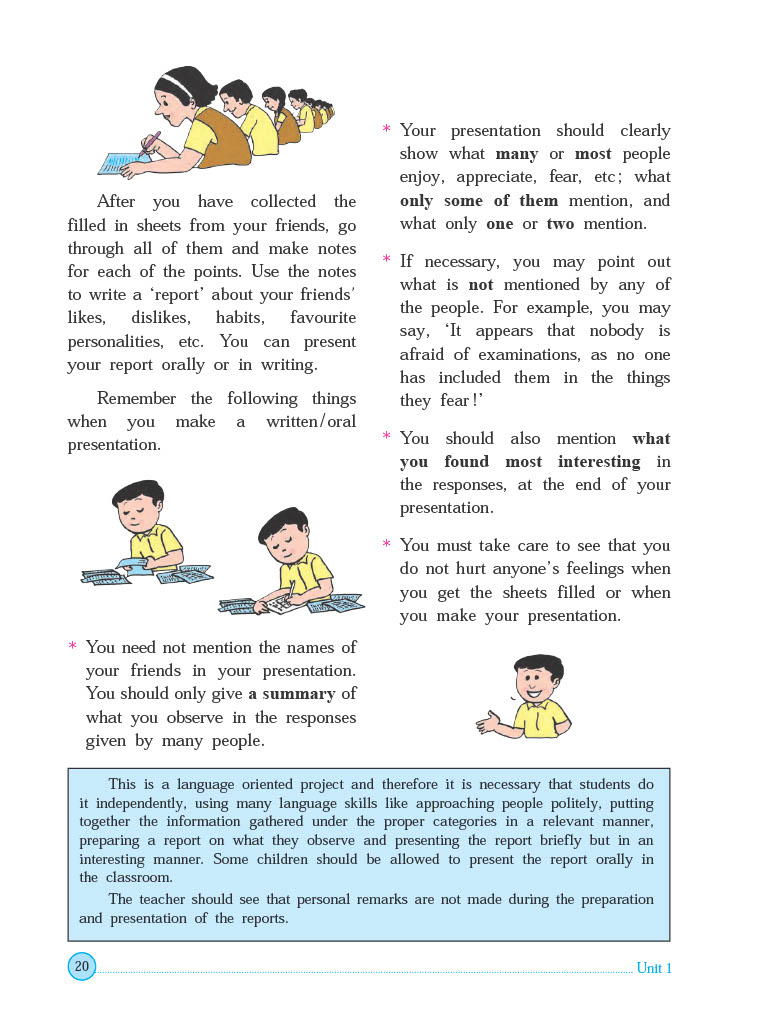 After you have collected the
filled in sheets from your friends, go
through all of them and make notes
for each of the points. Use the notes
to write a ‘report’ about your friends′
likes, dislikes, habits, favourite
personalities, etc. You can present
your report orally or in writing.
Remember the following things
when you make a written/oral
presentation.
* You need not mention the names of
your friends in your presentation.
You should only give a summary of
what you observe in the responses
given by many people.
* Your presentation should clearly
show what many or most people
enjoy, appreciate, fear, etc; what
only some of them mention, and
what only one or two mention.
* If necessary, you may point out
what is not mentioned by any of
the people. For example, you may
say, ‘It appears that nobody is
afraid of examinations, as no one
has included them in the things
they fear!’
* You should also mention what
you found most interesting in
the responses, at the end of your
presentation.
* You must take care to see that you
do not hurt anyone’s feelings when
you get the sheets filled or when
you make your presentation.
This is a language oriented project and therefore it is necessary that students do
it independently, using many language skills like approaching people politely, putting
together the information gathered under the proper categories in a relevant manner,
preparing a report on what they observe and presenting the report briefly but in an
interesting manner. Some children should be allowed to present the report orally in
the classroom.
The teacher should see that personal remarks are not made during the preparation
and presentation of the reports.
20
Unit 1